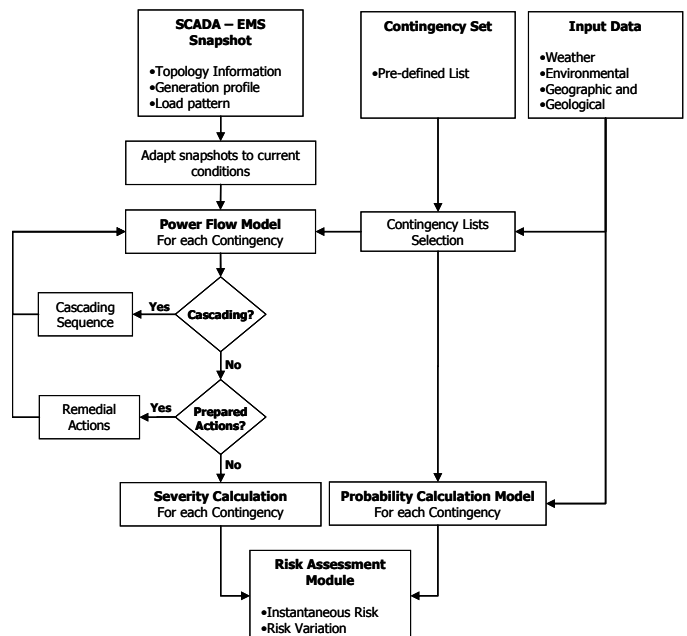 SCADA – EMS
Snapshot
•Topology Information
•Generation profile
•Load pattern
Contingency Set
•Pre-defined List
Input Data
•Weather
•Environmental
•Geographic and
•Geological
Adapt snapshots to current
conditions
Power Flow Model
For each Contingency
Contingency Lists
Selection
Cascading
Sequence
Yes
Cascading?
No
Remedial
Actions
Yes
Prepared
Actions?
No
Severity Calculation
For each Contingency
Probability Calculation Model
For each Contingency
Risk Assessment
Module
•Instantaneous Risk
•Risk Variation